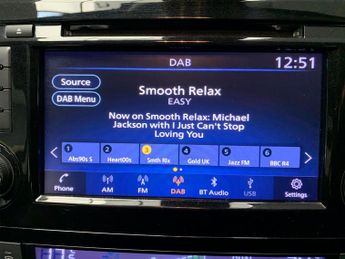 DAB
12:51
Source
DAB Menu
Smooth Relax
EASY
Now on Smooth Relax: Michael
Jackson with I Just Can't Stop
Loving You
1 2 3 4 5 6
Abs90s S Heart00s Smth Rlx Gold UK Jazz FM BBC R4
Phone AM FM DAB BT Audio USB Settings